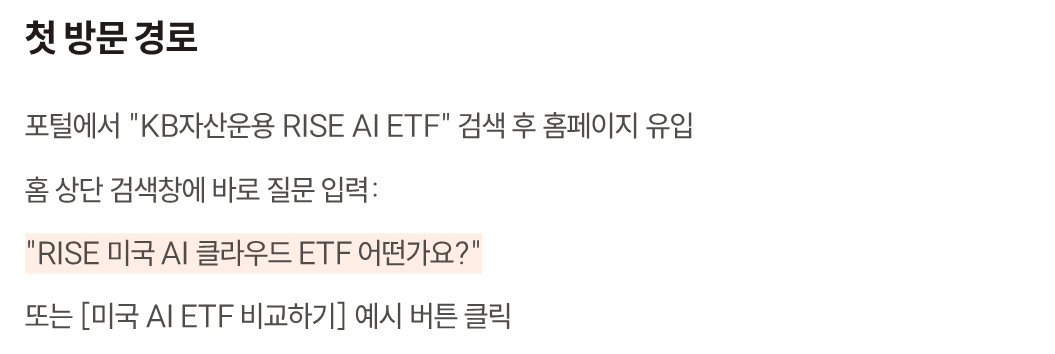 첫 방문 경로
포털에서 "KB자산운용 RISE AI ETF" 검색 후 홈페이지 유입
홈 상단 검색창에 바로 질문 입력:
"RISE 미국 AI 클라우드 ETF 어떤가요?"
또는 [미국 AI ETF 비교하기] 예시 버튼 클릭